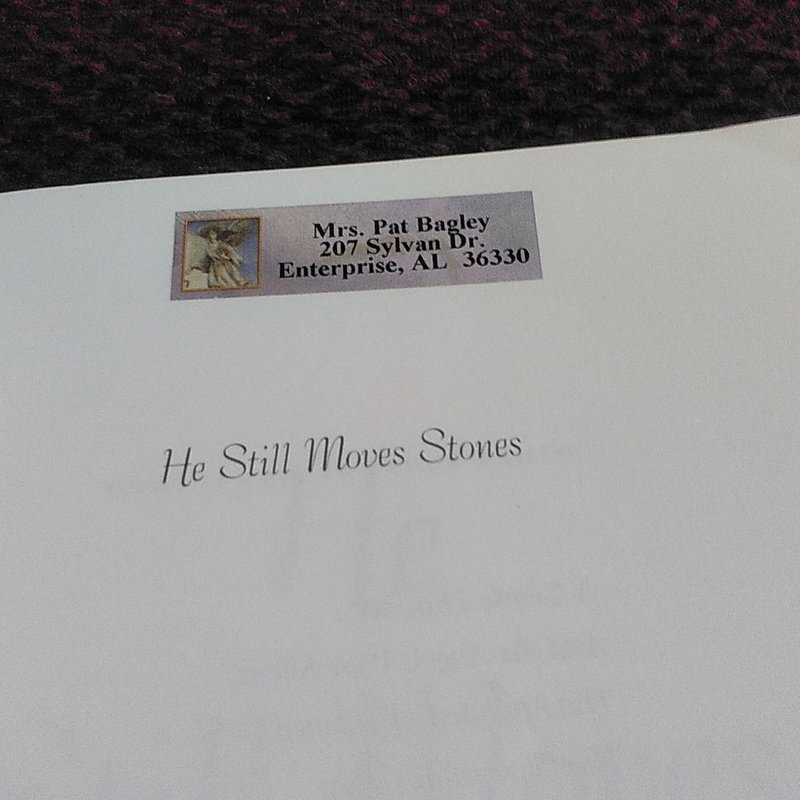 Mrs. Pat Bagley
207 Sylvan Dr.
Enterprise, AL 36330
He Still Moves Stones